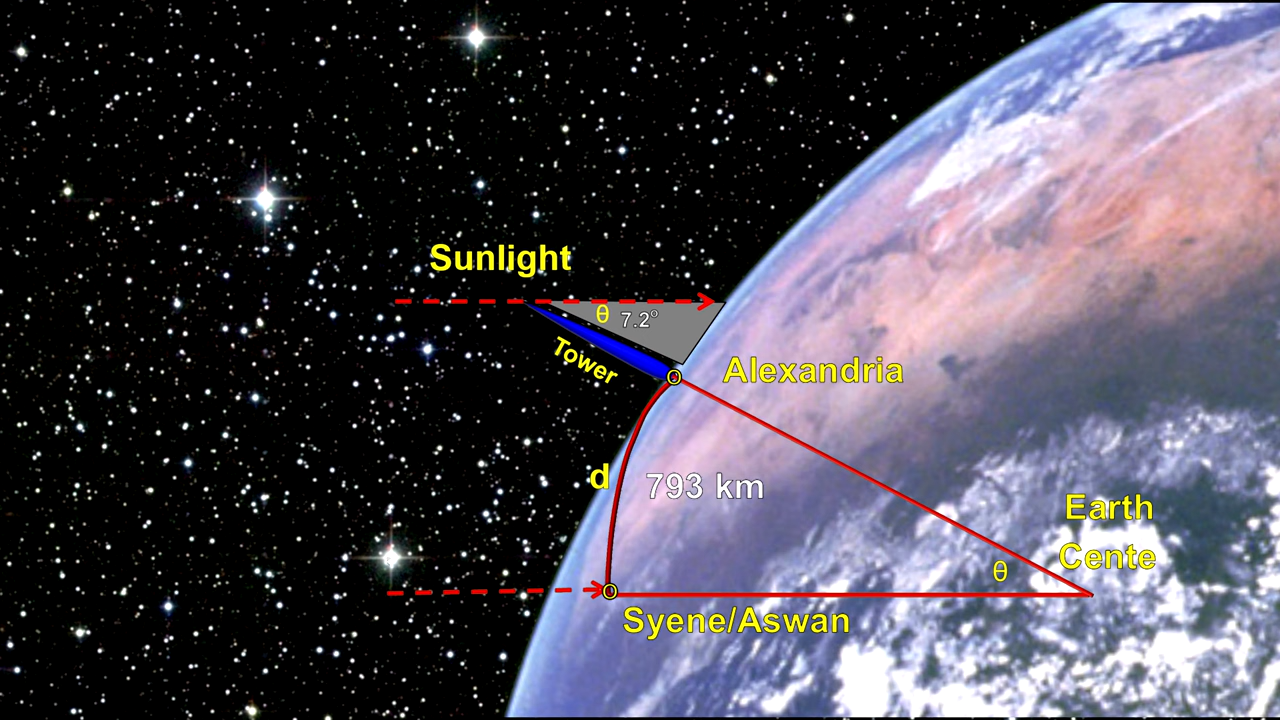 Sunlight
θ 7.2°
Tower
O
Alexandria
d
793 km
Earth
Cente
θ
O
Syene/Aswan